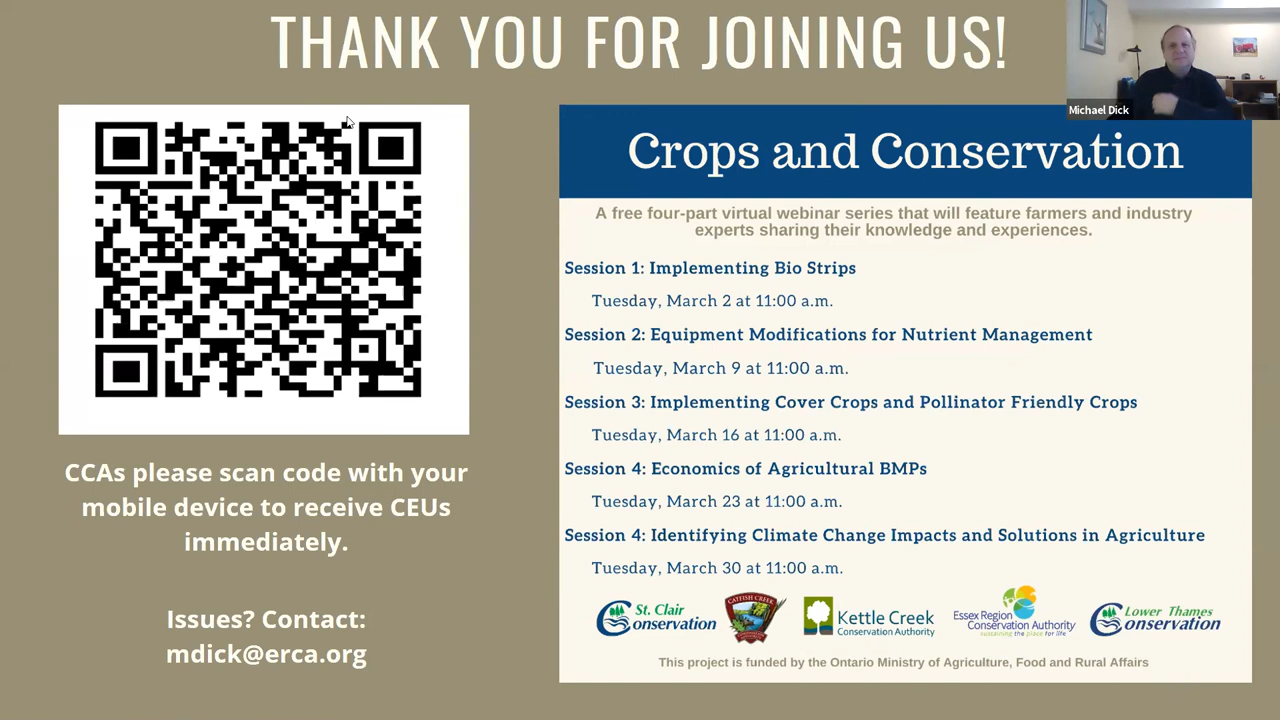 THANK YOU FOR JOINING US!
Michael Dick
CCAs please scan code with your
mobile device to receive CEUs
immediately.
Issues? Contact:
mdick@erca.org
Crops and Conservation
A free four-part virtual webinar series that will feature farmers and industry
experts sharing their knowledge and experiences.
Session 1: Implementing Bio Strips
Tuesday, March 2 at 11:00 a.m.
Session 2: Equipment Modifications for Nutrient Management
Tuesday, March 9 at 11:00 a.m.
Session 3: Implementing Cover Crops and Pollinator Friendly Crops
Tuesday, March 16 at 11:00 a.m.
Session 4: Economics of Agricultural BMPs
Tuesday, March 23 at 11:00 a.m.
Session 4: Identifying Climate Change Impacts and Solutions in Agriculture
Tuesday, March 30 at 11:00 a.m.
St. Clair
Conservation
CATFISH CREEK
Kettle Creek
Conservation Authority
Essex Region
Conservation Authority
sustaining the place for life
Lower Thames
Conservation
This project is funded by the Ontario Ministry of Agriculture, Food and Rural Affairs